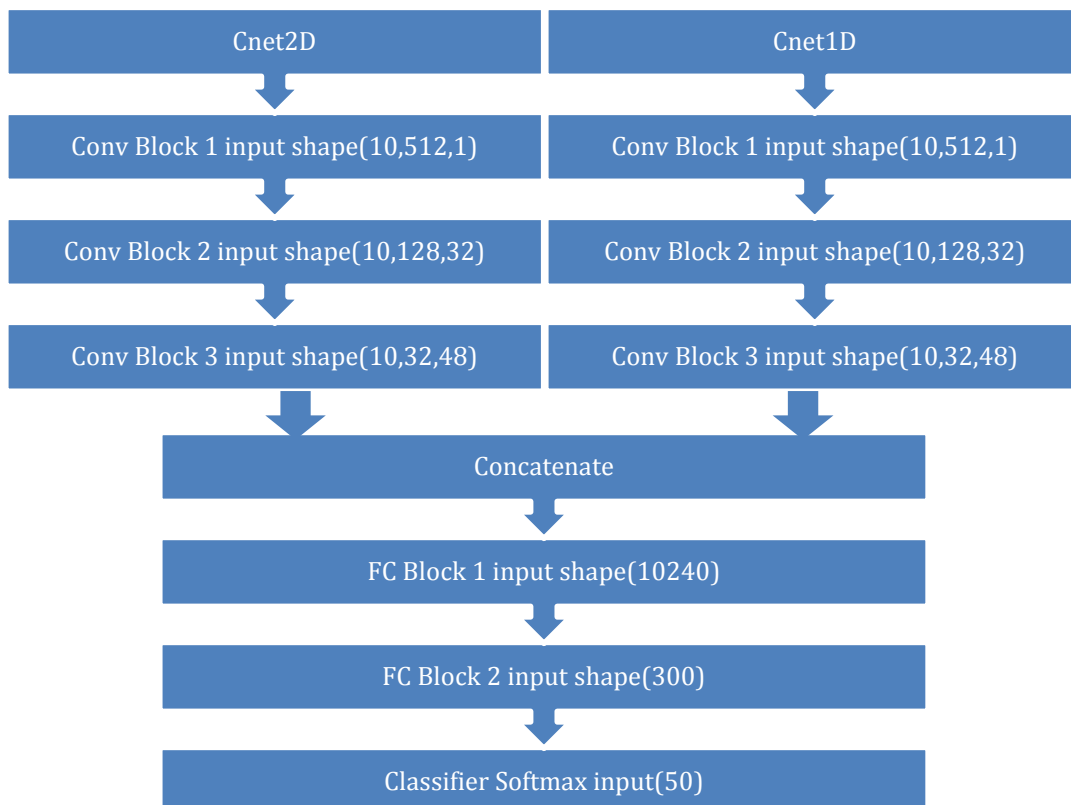 Cnet2D
Conv Block 1 input shape(10,512,1)
Conv Block 2 input shape(10,128,32)
Conv Block 3 input shape(10,32,48)
Cnet1D
Conv Block 1 input shape(10,512,1)
Conv Block 2 input shape(10,128,32)
Conv Block 3 input shape(10,32,48)
Concatenate
FC Block 1 input shape(10240)
FC Block 2 input shape(300)
Classifier Softmax input(50)